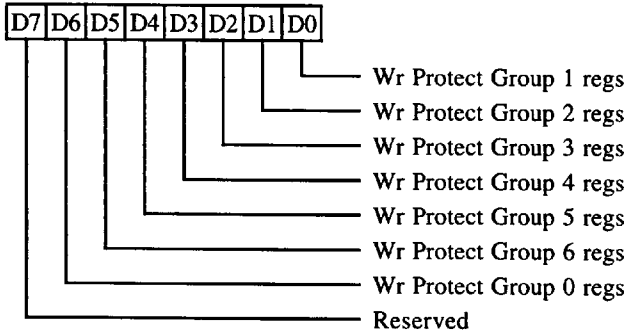 D7 D6 D5 D4 D3 D2 D1 D0
Wr Protect Group 1 regs
Wr Protect Group 2 regs
Wr Protect Group 3 regs
Wr Protect Group 4 regs
Wr Protect Group 5 regs
Wr Protect Group 6 regs
Wr Protect Group 0 regs
Reserved